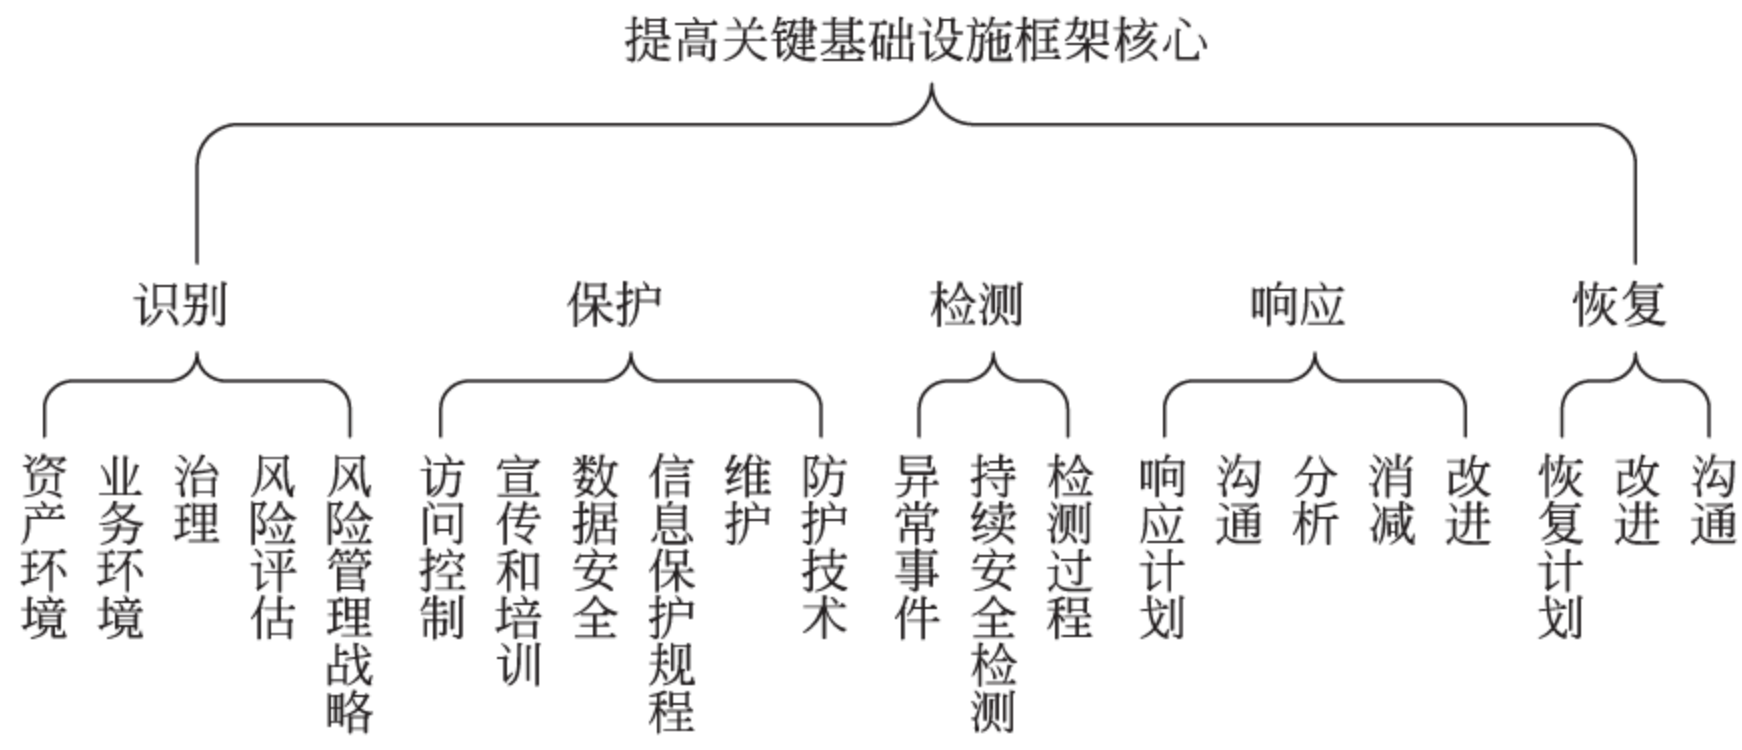 提高关键基础设施框架核心
识别
保护
检测
响应
恢复
资产环境
业务环境
治理
风险评估
风险管理战略
访问控制
宣传和培训
数据安全
信息保护规程
维护
防护技术
异常事件
持续安全检测
检测过程
响应计划
沟通
分析
消减
改进
恢复计划
改进
沟通